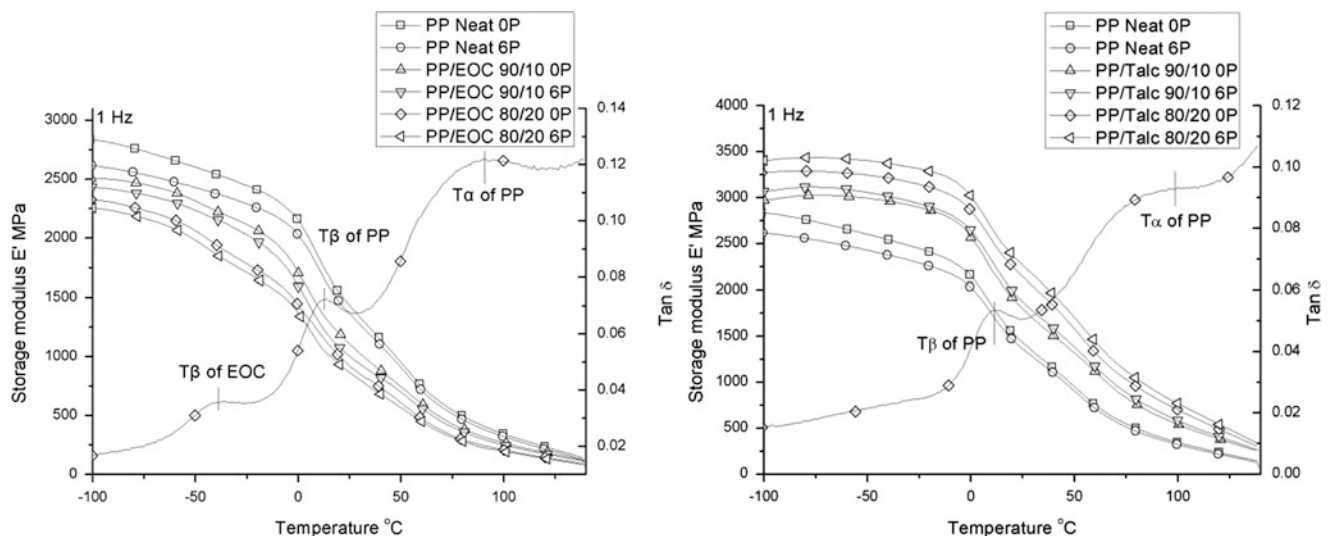 PP Neat 0P
PP Neat 6P
PP/EOC 90/10 0P
PP/EOC 90/10 6P
PP/EOC 80/20 0P
PP/EOC 80/20 6P
1 Hz
Tα of PP
Tβ of PP
Tβ of EOC
3000
2500
2000
1500
1000
500
0
Storage modulus E' MPa
0.14
0.12
0.10
0.08
0.06
0.04
0.02
Tan δ
-100
-50
0
50
100
Temperature °C
PP Neat 0P
PP Neat 6P
PP/Talc 90/10 0P
PP/Talc 90/10 6P
PP/Talc 80/20 0P
PP/Talc 80/20 6P
1 Hz
Tα of PP
Tβ of PP
4000
3500
3000
2500
2000
1500
1000
500
0
Storage modulus E' MPa
0.12
0.10
0.08
0.06
0.04
0.02
0.00
Tan δ
-100
-50
0
50
100
Temperature °C